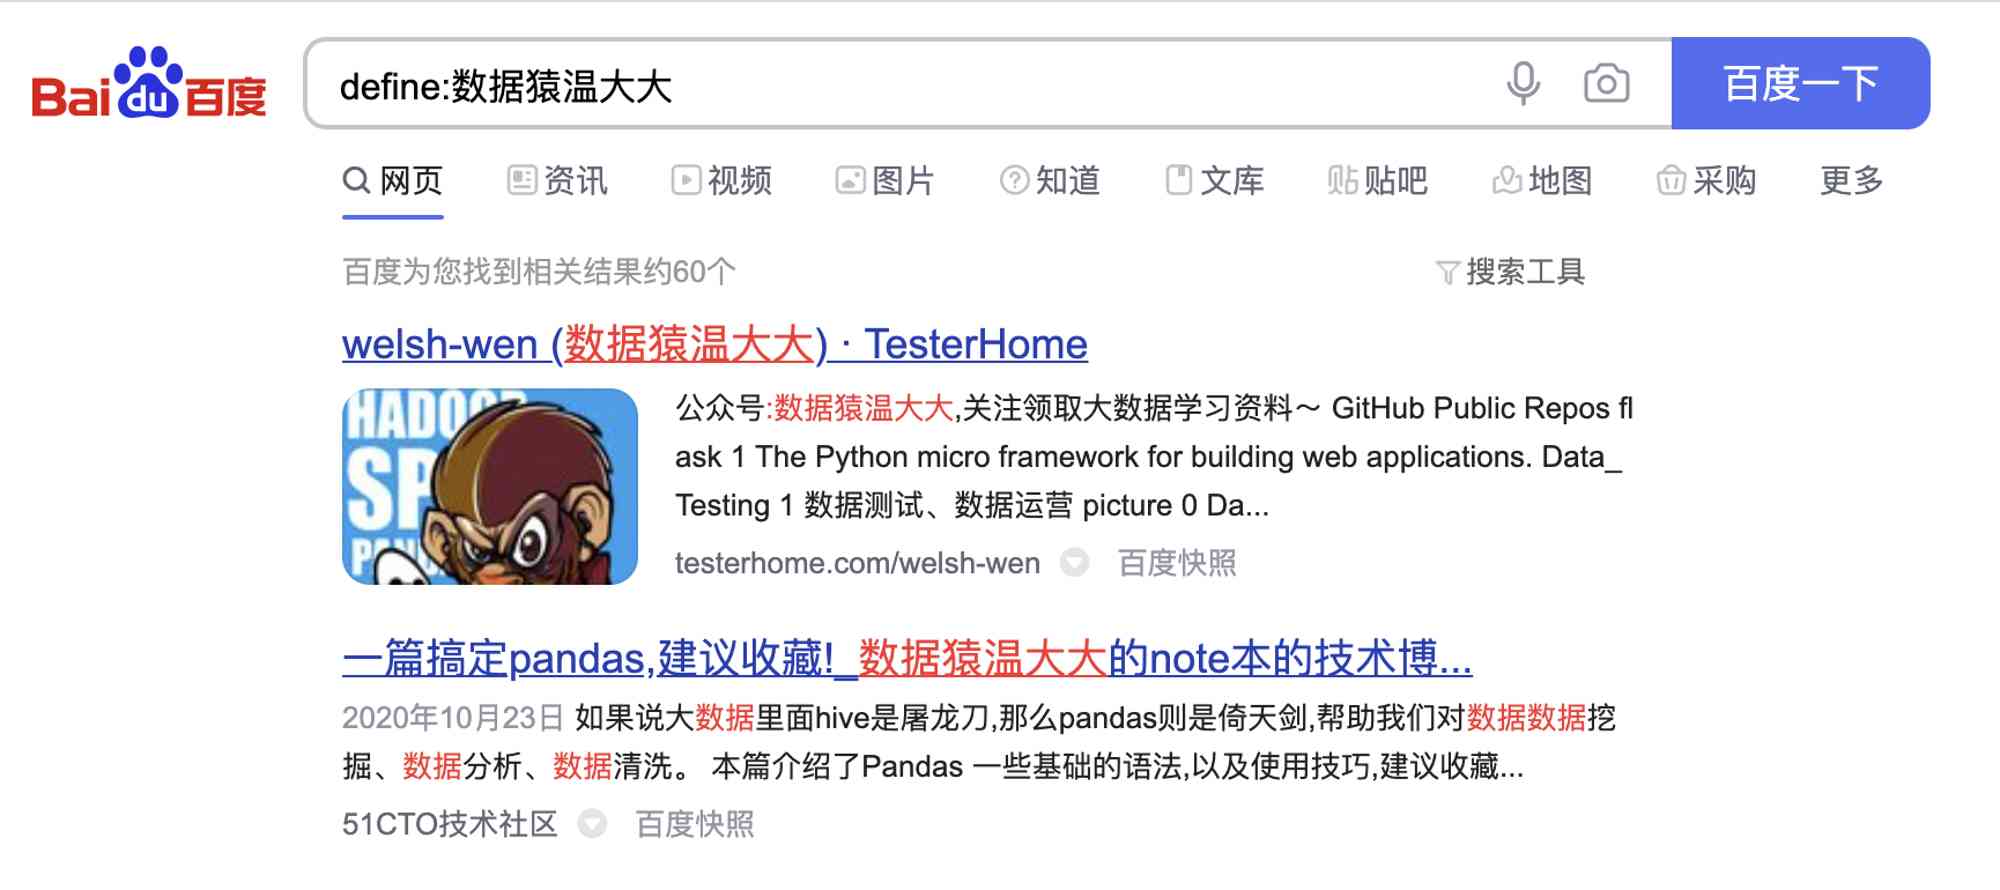 Baidu百度
define:数据猿温大大
百度一下
网页 资讯 视频 图片 知道 文库 贴吧 地图 采购 更多
百度为您找到相关结果约60个
搜索工具
welsh-wen (数据猿温大大) · TesterHome
HADOOP
SP
公众号:数据猿温大大,关注领取大数据学习资料～ GitHub Public Repos fl
ask 1 The Python micro framework for building web applications. Data_
Testing 1 数据测试、数据运营 picture 0 Da...
testerhome.com/welsh-wen 百度快照
一篇搞定pandas,建议收藏!_数据猿温大大的note本的技术博...
2020年10月23日 如果说大数据里面hive是屠龙刀,那么pandas则是倚天剑,帮助我们对数据数据挖
掘、数据分析、数据清洗。 本篇介绍了Pandas 一些基础的语法,以及使用技巧,建议收藏...
51CTO技术社区 百度快照